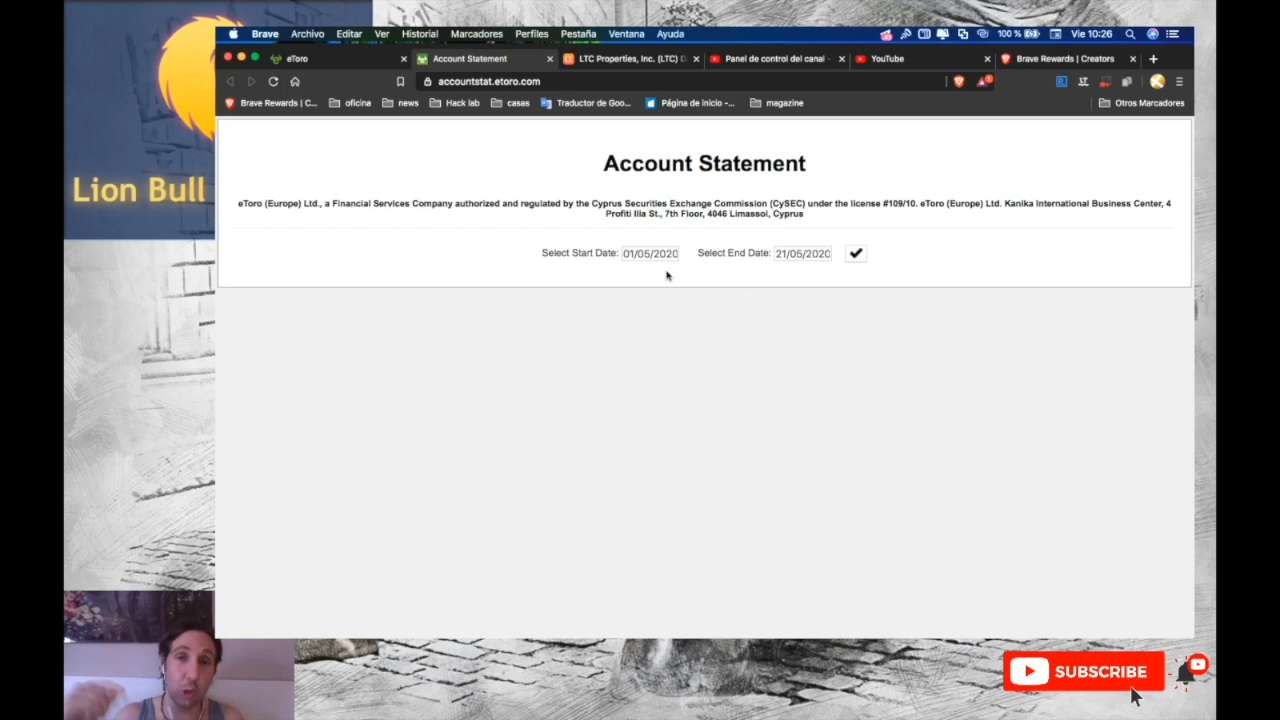 Brave Archivo Editar Ver Historial Marcadores Perfiles Pestaña Ventana Ayuda 100 % Vie 10:26
eToro Account Statement LTC Properties, Inc. (LTC) D Panel de control del canal - YouTube Brave Rewards | Creators
accountstat.etoro.com
Brave Rewards | C... oficina news Hack lab casas Traductor de Goo... Página de inicio -... magazine Otros Marcadores
Account Statement
Lion Bull
eToro (Europe) Ltd., a Financial Services Company authorized and regulated by the Cyprus Securities Exchange Commission (CySEC) under the license #109/10. eToro (Europe) Ltd. Kanika International Business Center, 4
Profiti Ilia St., 7th Floor, 4046 Limassol, Cyprus
Select Start Date: 01/05/2020 Select End Date: 21/05/2020
SUBSCRIBE